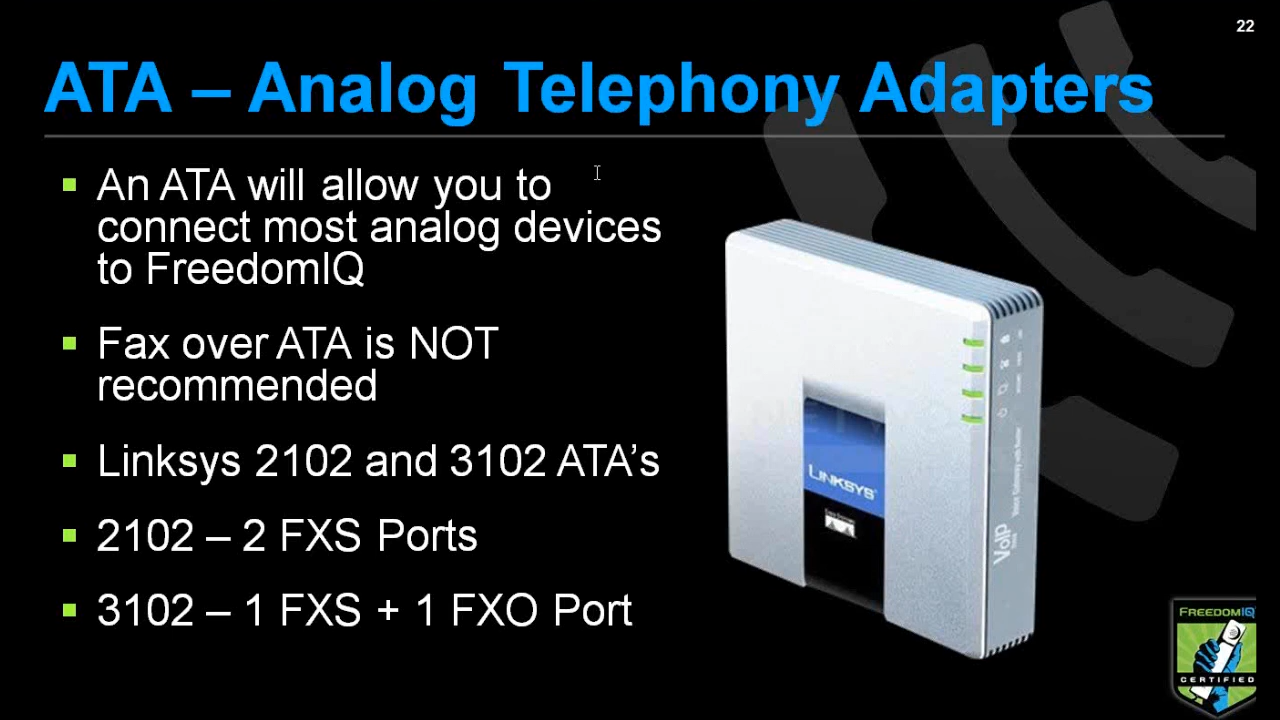 22
ATA – Analog Telephony Adapters
▪ An ATA will allow you to
connect most analog devices
to FreedomIQ
▪ Fax over ATA is NOT
recommended
▪ Linksys 2102 and 3102 ATA’s
▪ 2102 – 2 FXS Ports
▪ 3102 – 1 FXS + 1 FXO Port
LINKSYS
VoIP
FREEDOMIQ
CERTIFIED